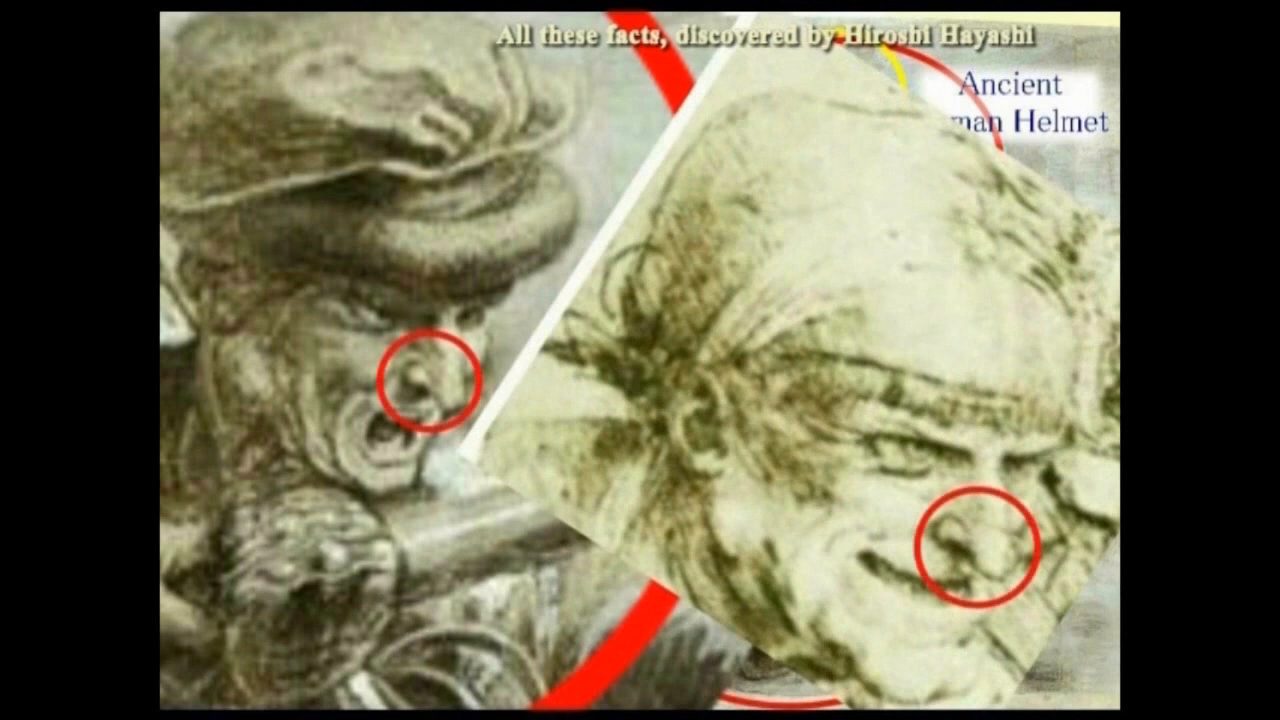 All these facts, discovered by Hiroshi Hayashi
Ancient
man Helmet